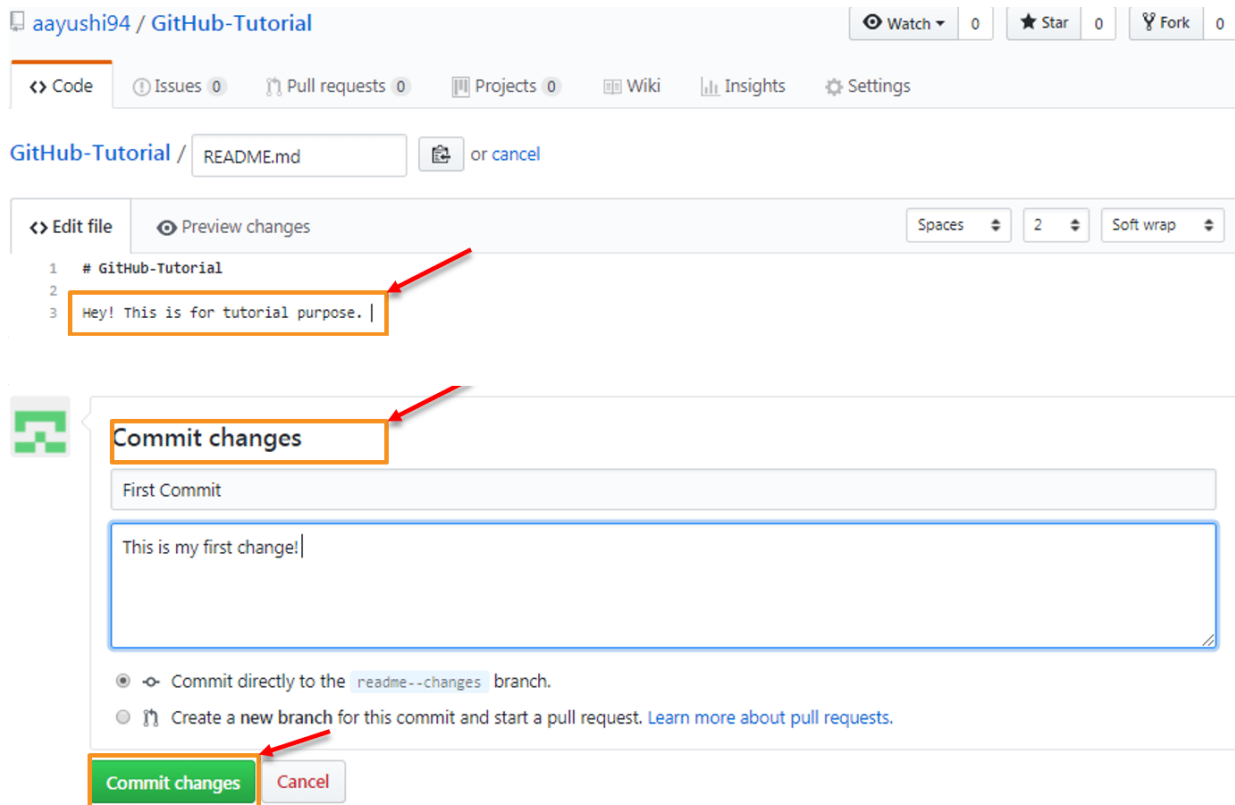 aayushi94 / GitHub-Tutorial Watch 0 Star 0 Fork 0
Code Issues 0 Pull requests 0 Projects 0 Wiki Insights Settings
GitHub-Tutorial / README.md or cancel
Edit file Preview changes Spaces 2 Soft wrap
1 # GitHub-Tutorial
2
3 Hey! This is for tutorial purpose.
Commit changes
First Commit
This is my first change!
Commit directly to the readme--changes branch.
Create a new branch for this commit and start a pull request. Learn more about pull requests.
Commit changes Cancel